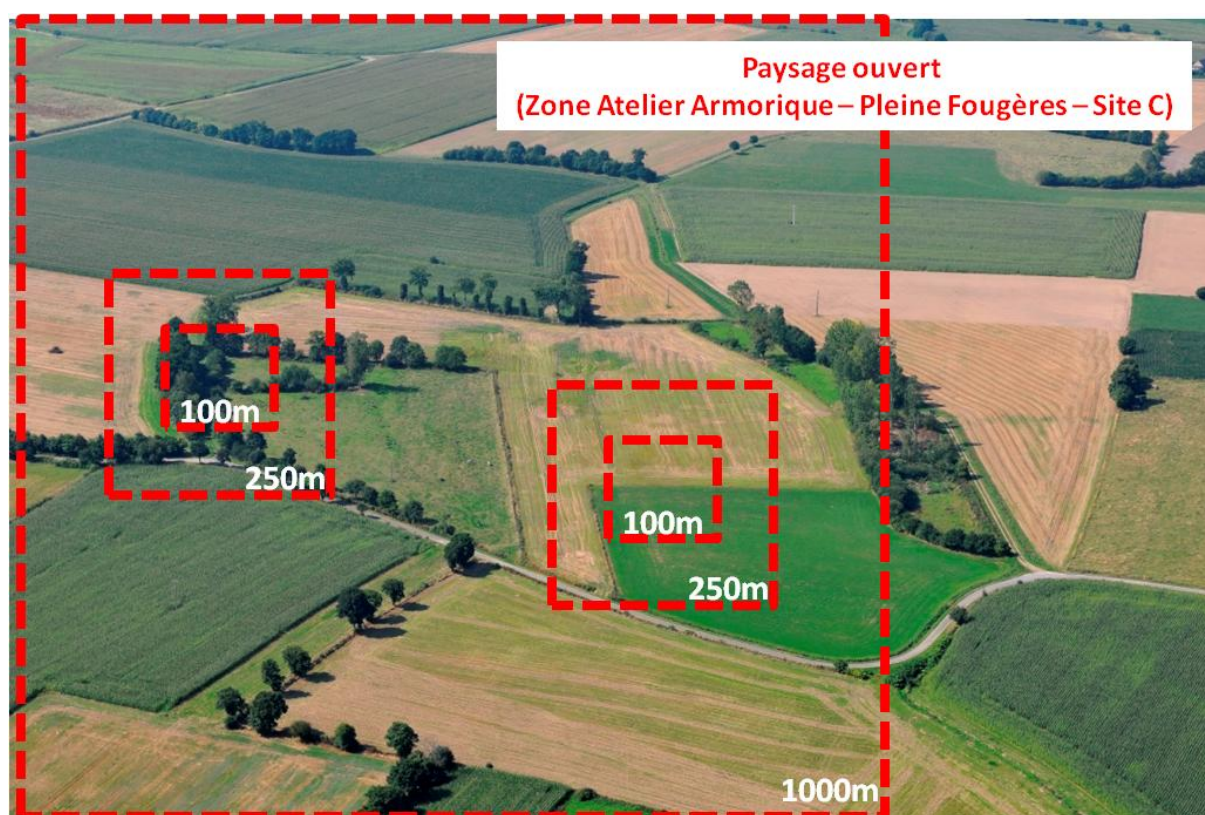 Paysage ouvert
(Zone Atelier Armorique – Pleine Fougères – Site C)
100m
250m
100m
250m
1000m